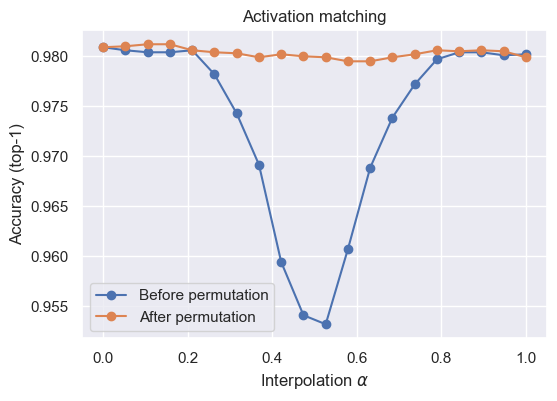 Activation matching
Accuracy (top-1)
0.980
0.975
0.970
0.965
0.960
0.955
Before permutation
After permutation
0.0 0.2 0.4 0.6 0.8 1.0
Interpolation α